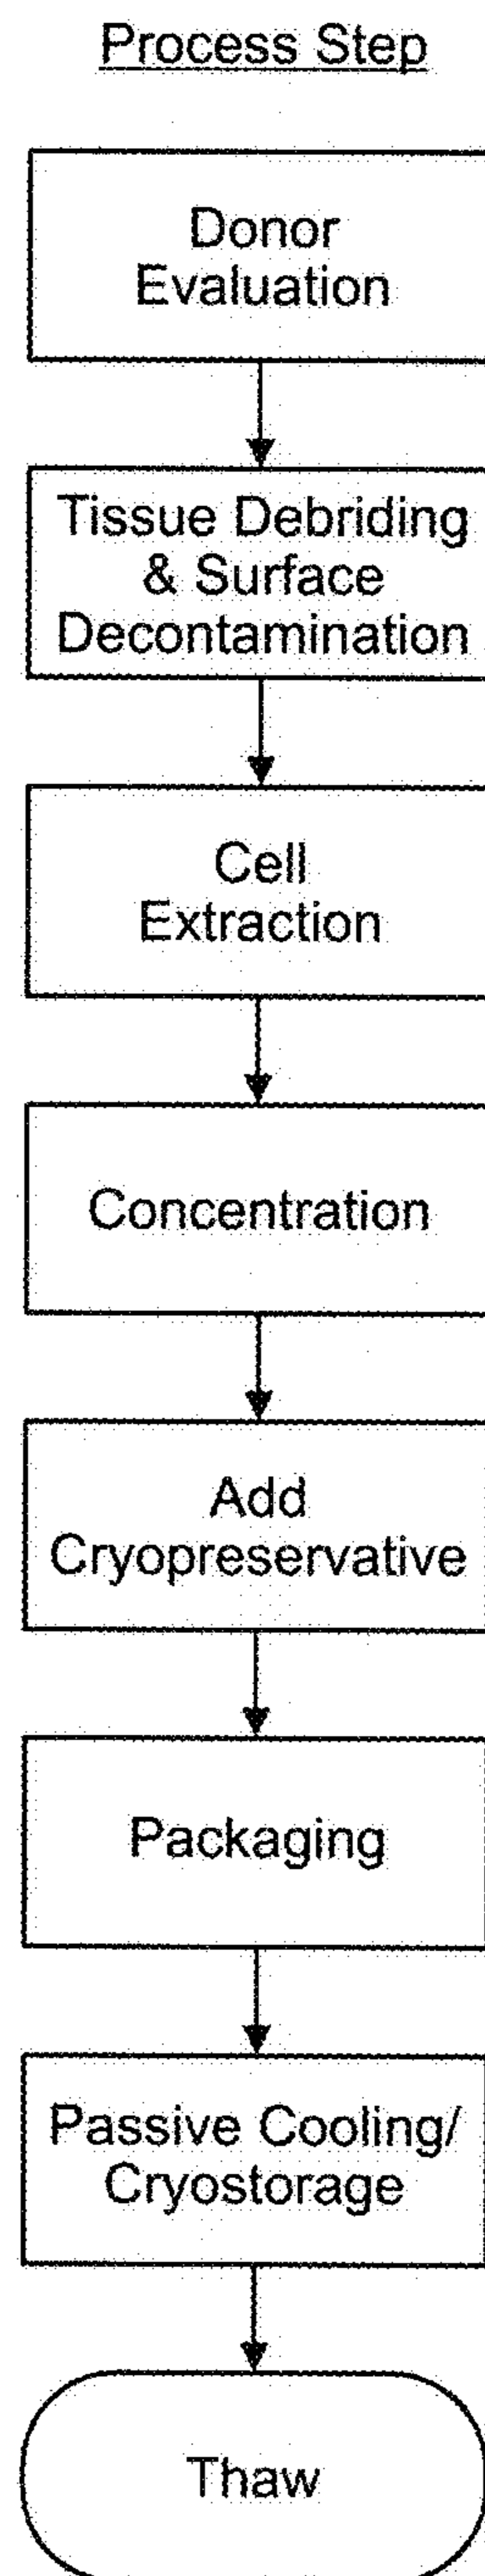 Process Step
Donor
Evaluation
Tissue Debriding
& Surface
Decontamination
Cell
Extraction
Concentration
Add
Cryopreservative
Packaging
Passive Cooling/
Cryostorage
Thaw